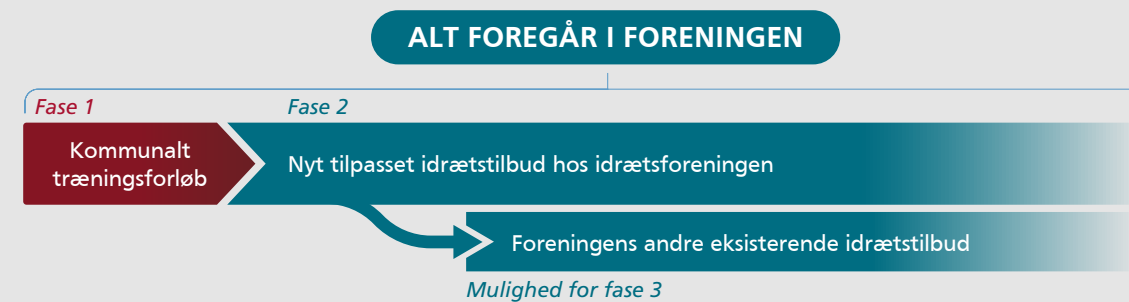 ALT FOREGÅR I FORENINGEN
Fase 1
Fase 2
Kommunalt
træningsforløb
Nyt tilpasset idrætstilbud hos idrætsforeningen
Foreningens andre eksisterende idrætstilbud
Mulighed for fase 3